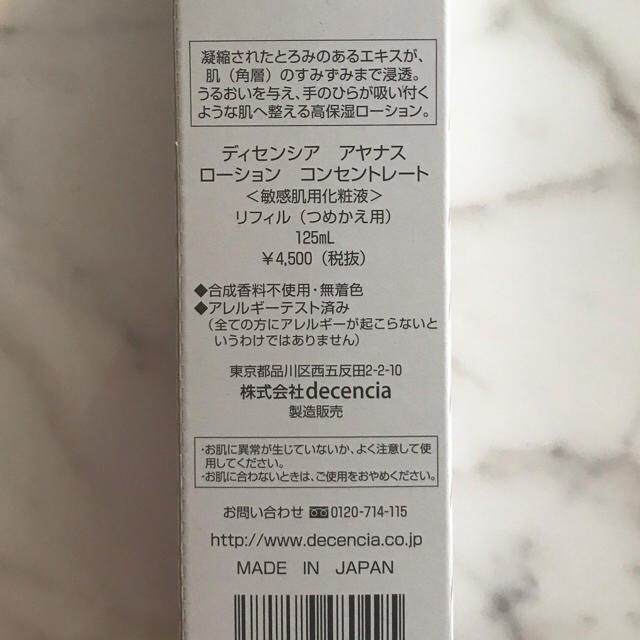 凝縮されたとろみのあるエキスが、
肌（角層）のすみずみまで浸透。
うるおいを与え、手のひらが吸い付く
ような肌へ整える高保湿ローション。
ディセンシア　アヤナス
ローション　コンセントレート
＜敏感肌用化粧液＞
リフィル（つめかえ用）
125mL
￥4,500（税抜）
◆合成香料不使用・無着色
◆アレルギーテスト済み
（全ての方にアレルギーが起こらないと
いうわけではありません）
東京都品川区西五反田2-2-10
株式会社decencia
製造販売
・お肌に異常が生じていないか、よく注意して使
用してください。
・お肌に合わないときは、ご使用をおやめください。
お問い合わせ 0120-714-115
http://www.decencia.co.jp
MADE IN JAPAN